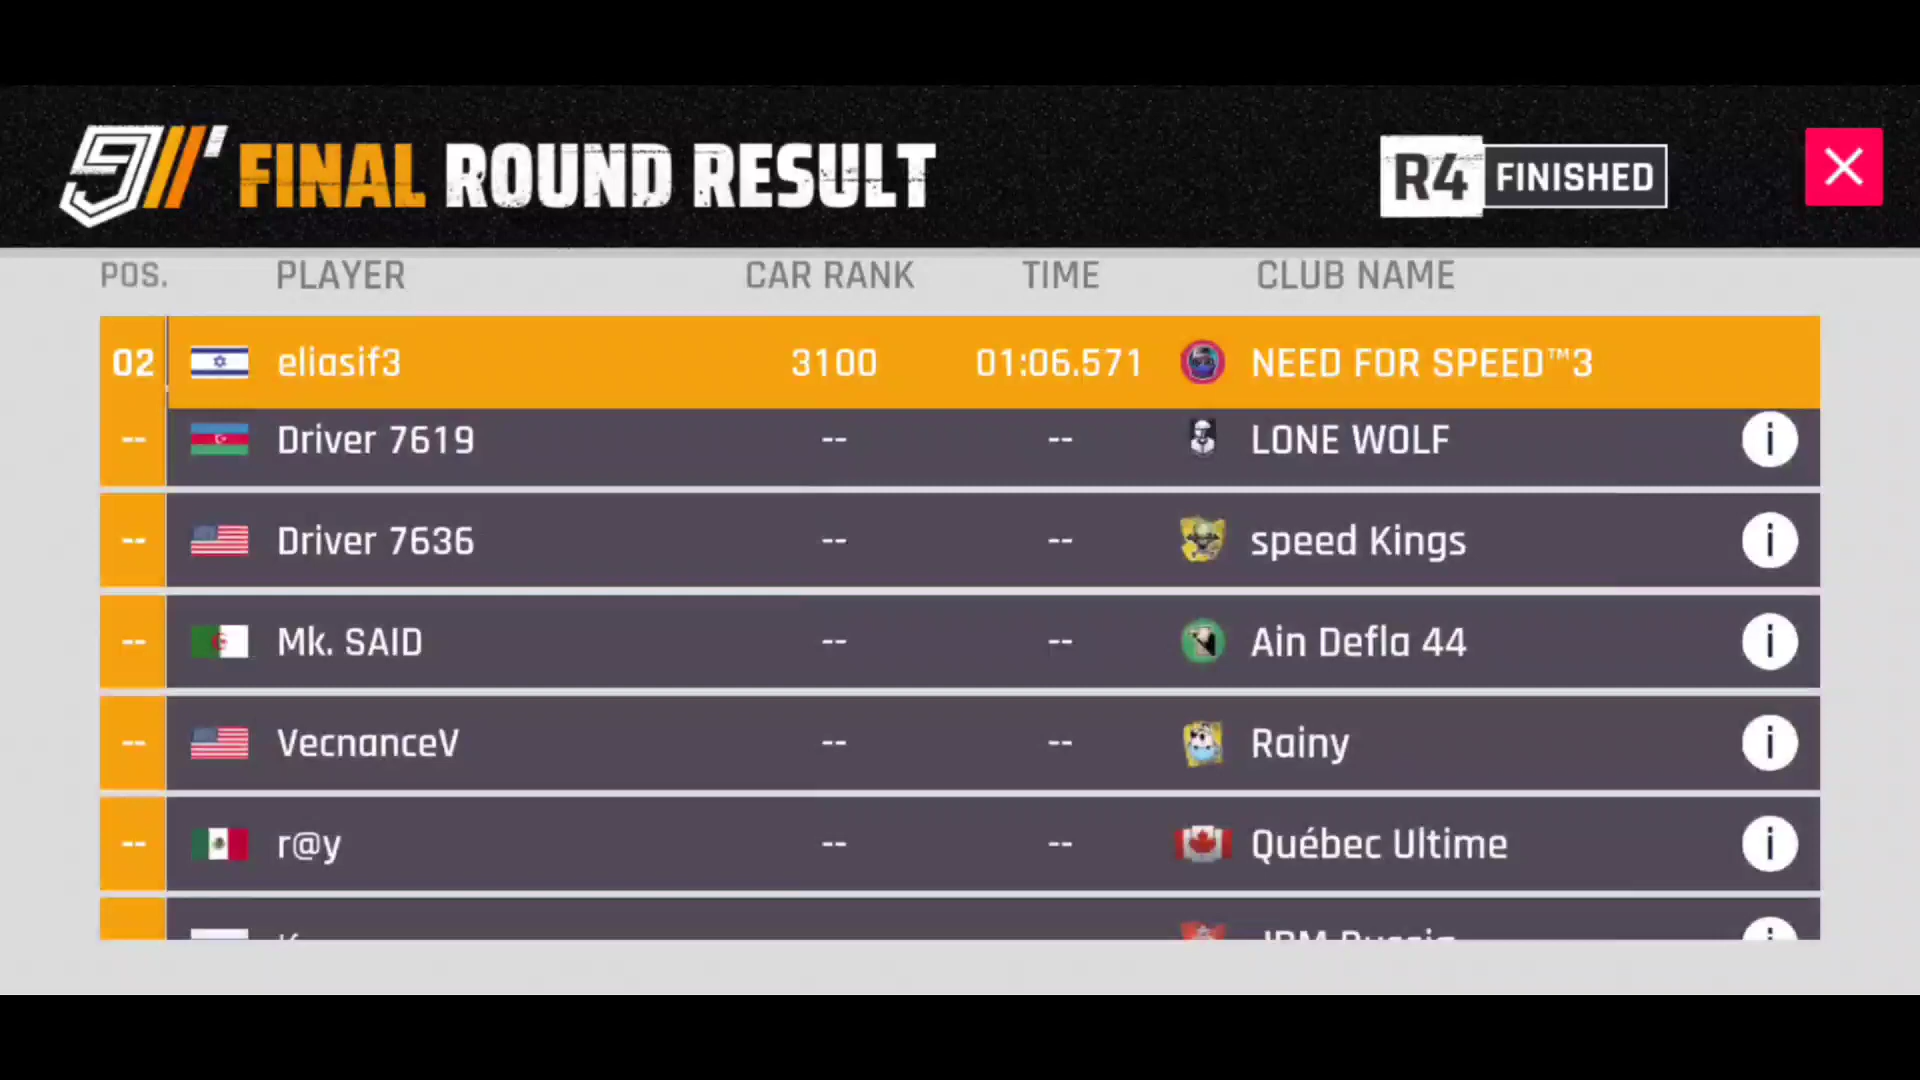 9 FINAL ROUND RESULT R4 FINISHED
POS. PLAYER CAR RANK TIME CLUB NAME
02 eliasif3 3100 01:06.571 NEED FOR SPEED™3
-- Driver 7619 -- -- LONE WOLF i
-- Driver 7636 -- -- speed Kings i
-- Mk. SAID -- -- Ain Defla 44 i
-- VecnanceV -- -- Rainy i
-- r@y -- -- Québec Ultime i